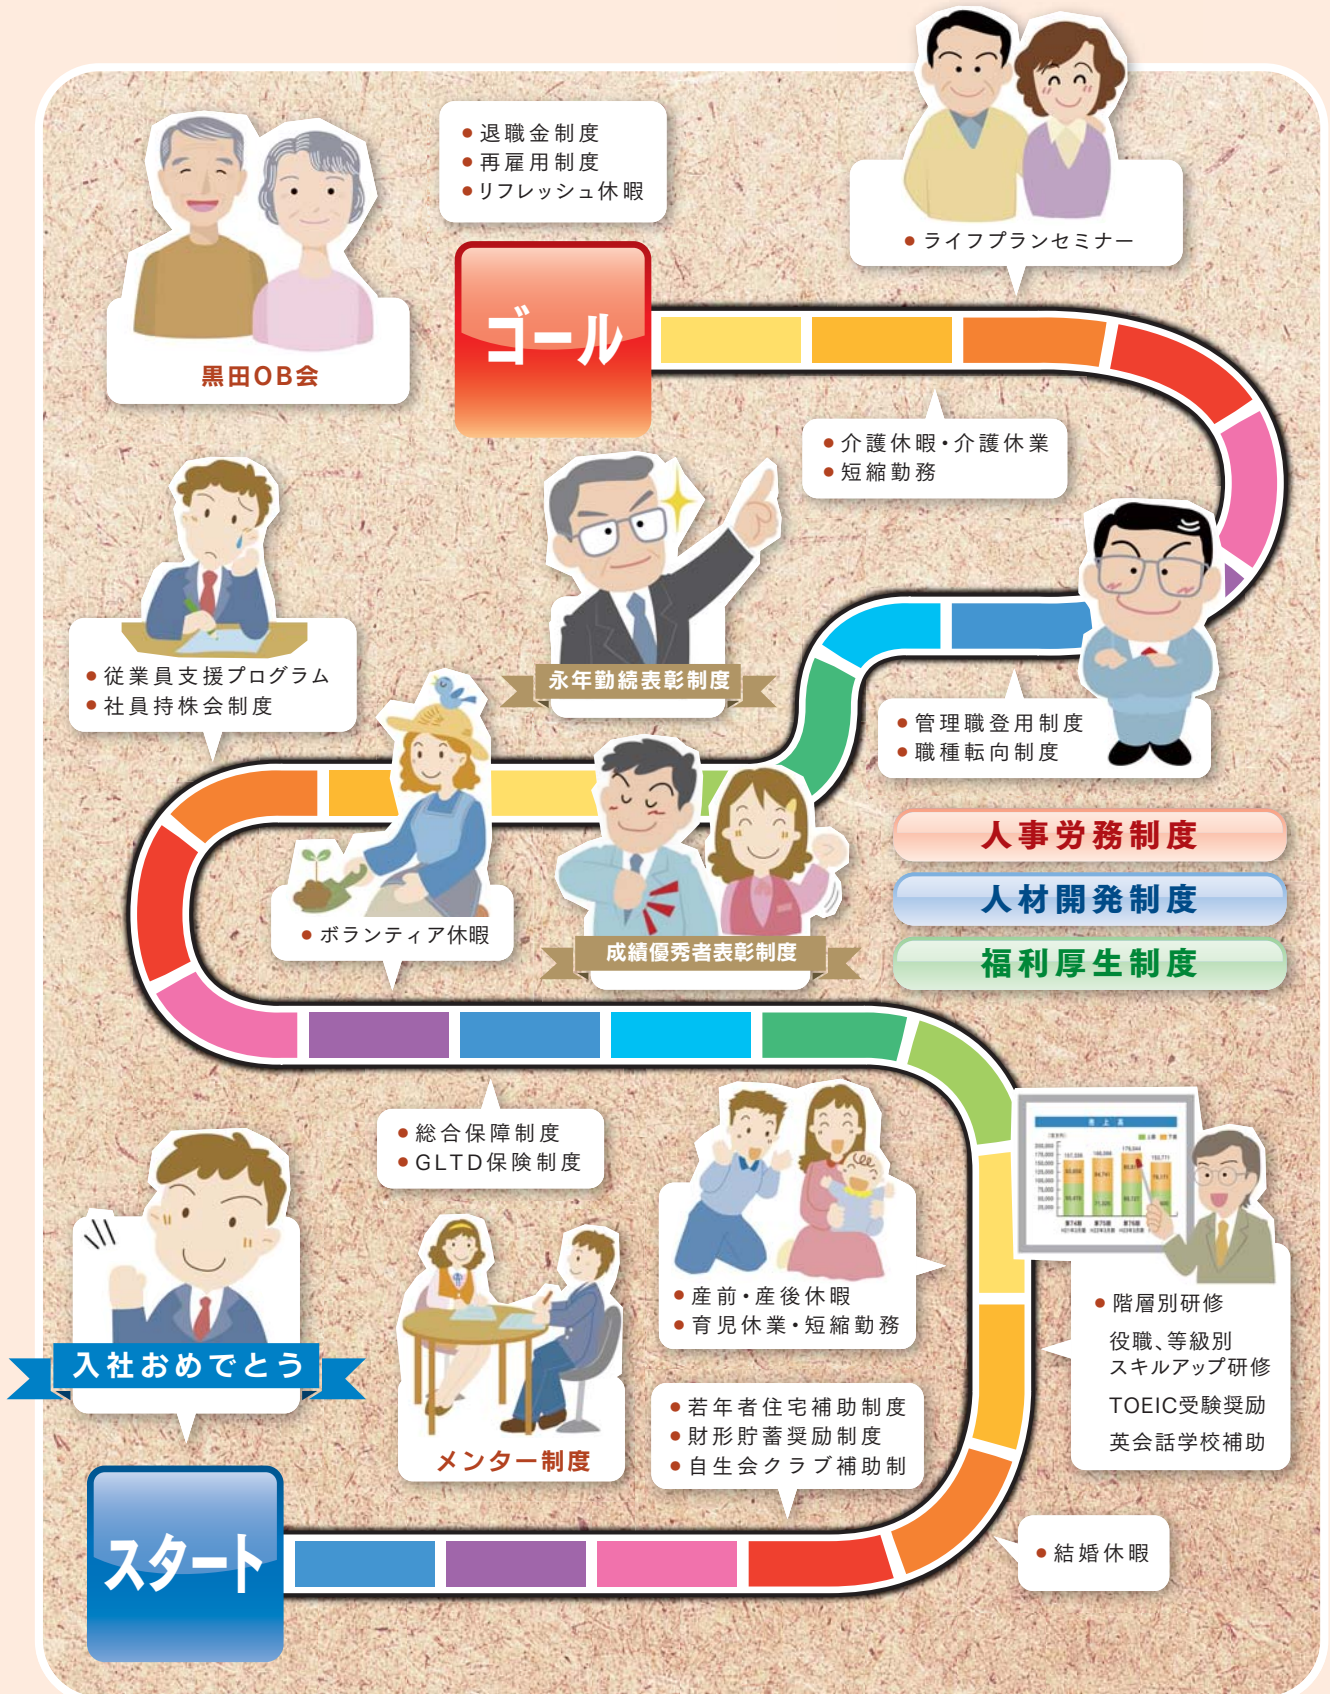 退職金制度
再雇用制度
リフレッシュ休暇
ライフプランセミナー
ゴール
黒田OB会
介護休暇・介護休業
短縮勤務
従業員支援プログラム
社員持株会制度
永年勤続表彰制度
管理職登用制度
職種転向制度
人事労務制度
人材開発制度
福利厚生制度
ボランティア休暇
成績優秀者表彰制度
総合保障制度
GLTD保険制度
売上高
産前・産後休暇
育児休業・短縮勤務
階層別研修
役職、等級別
スキルアップ研修
TOEIC受験奨励
英会話学校補助
入社おめでとう
メンター制度
若年者住宅補助制度
財形貯蓄奨励制度
自生会クラブ補助制
結婚休暇
スタート